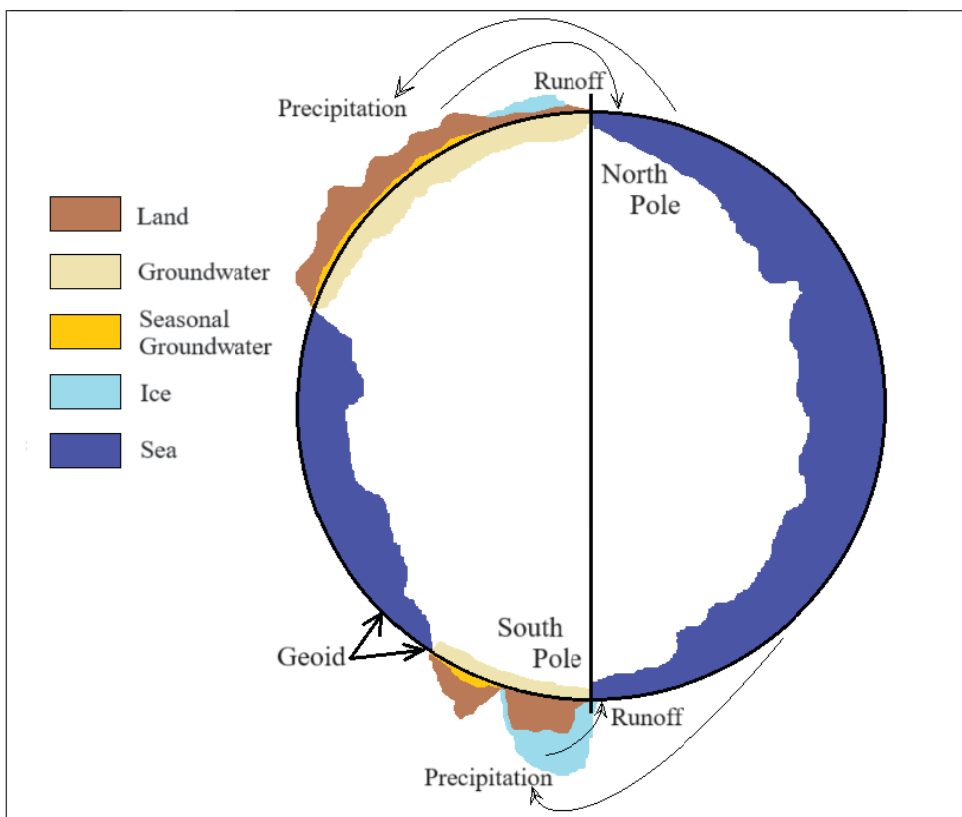 Runoff
Precipitation
North
Pole
Land
Groundwater
Seasonal
Groundwater
Ice
Sea
South
Pole
Geoid
Runoff
Precipitation